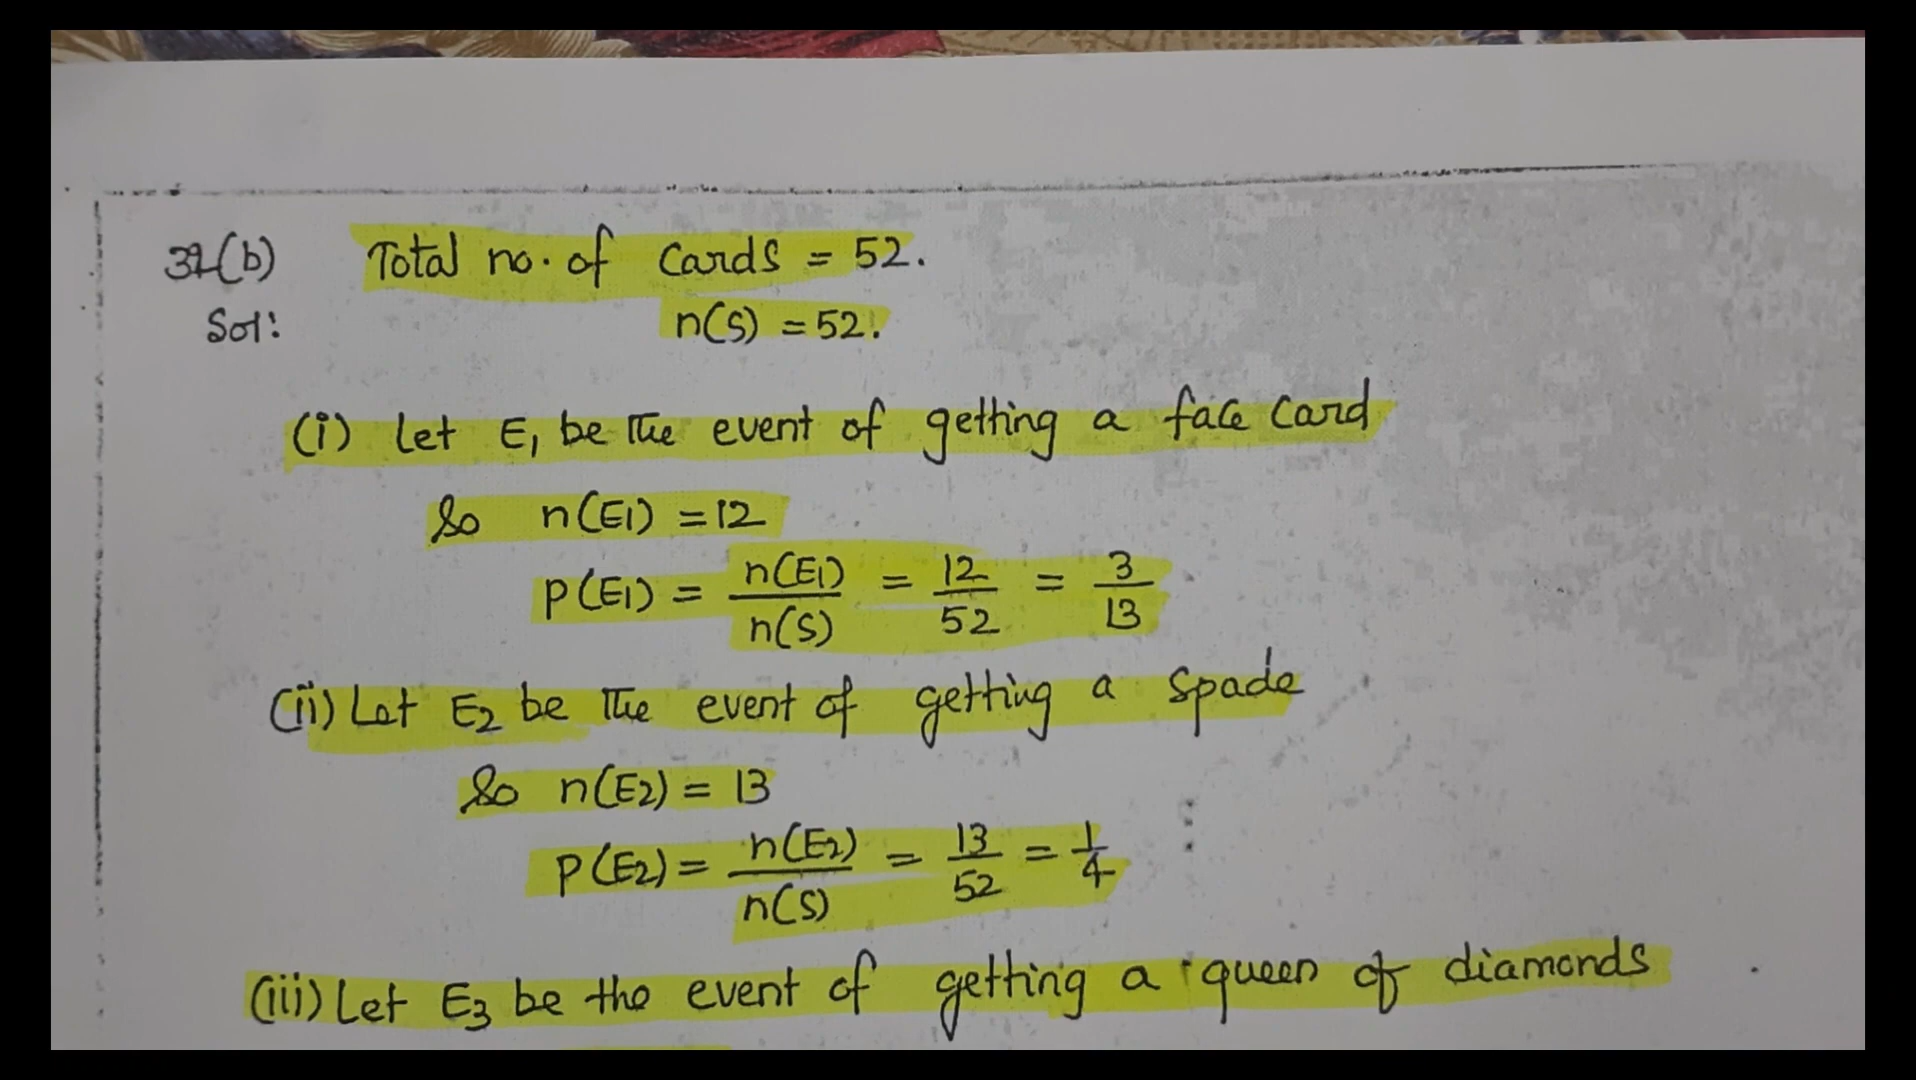 31(b) Total no. of Cards = 52.
Sol: n(S) = 52.
(i) Let E1 be the event of getting a face Card
So n(E1) = 12
P(E1) = n(E1)/n(S) = 12/52 = 3/13
(ii) Let E2 be the event of getting a Spade
So n(E2) = 13
P(E2) = n(E2)/n(S) = 13/52 = 1/4
(iii) Let E3 be the event of getting a queen of diamonds